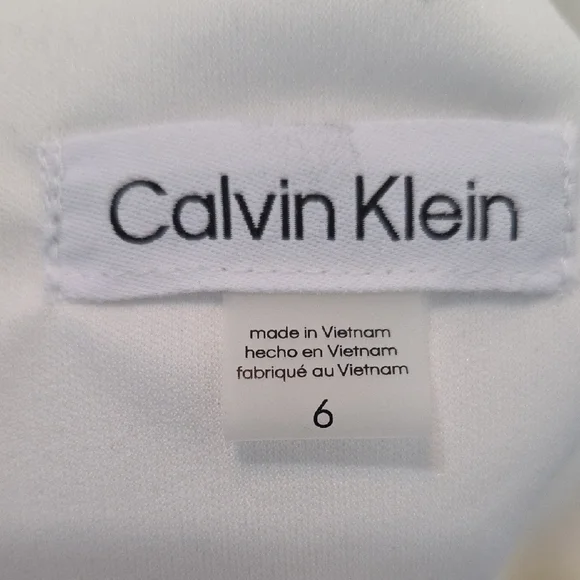 Calvin Klein
made in Vietnam
hecho en Vietnam
fabriqué au Vietnam
6